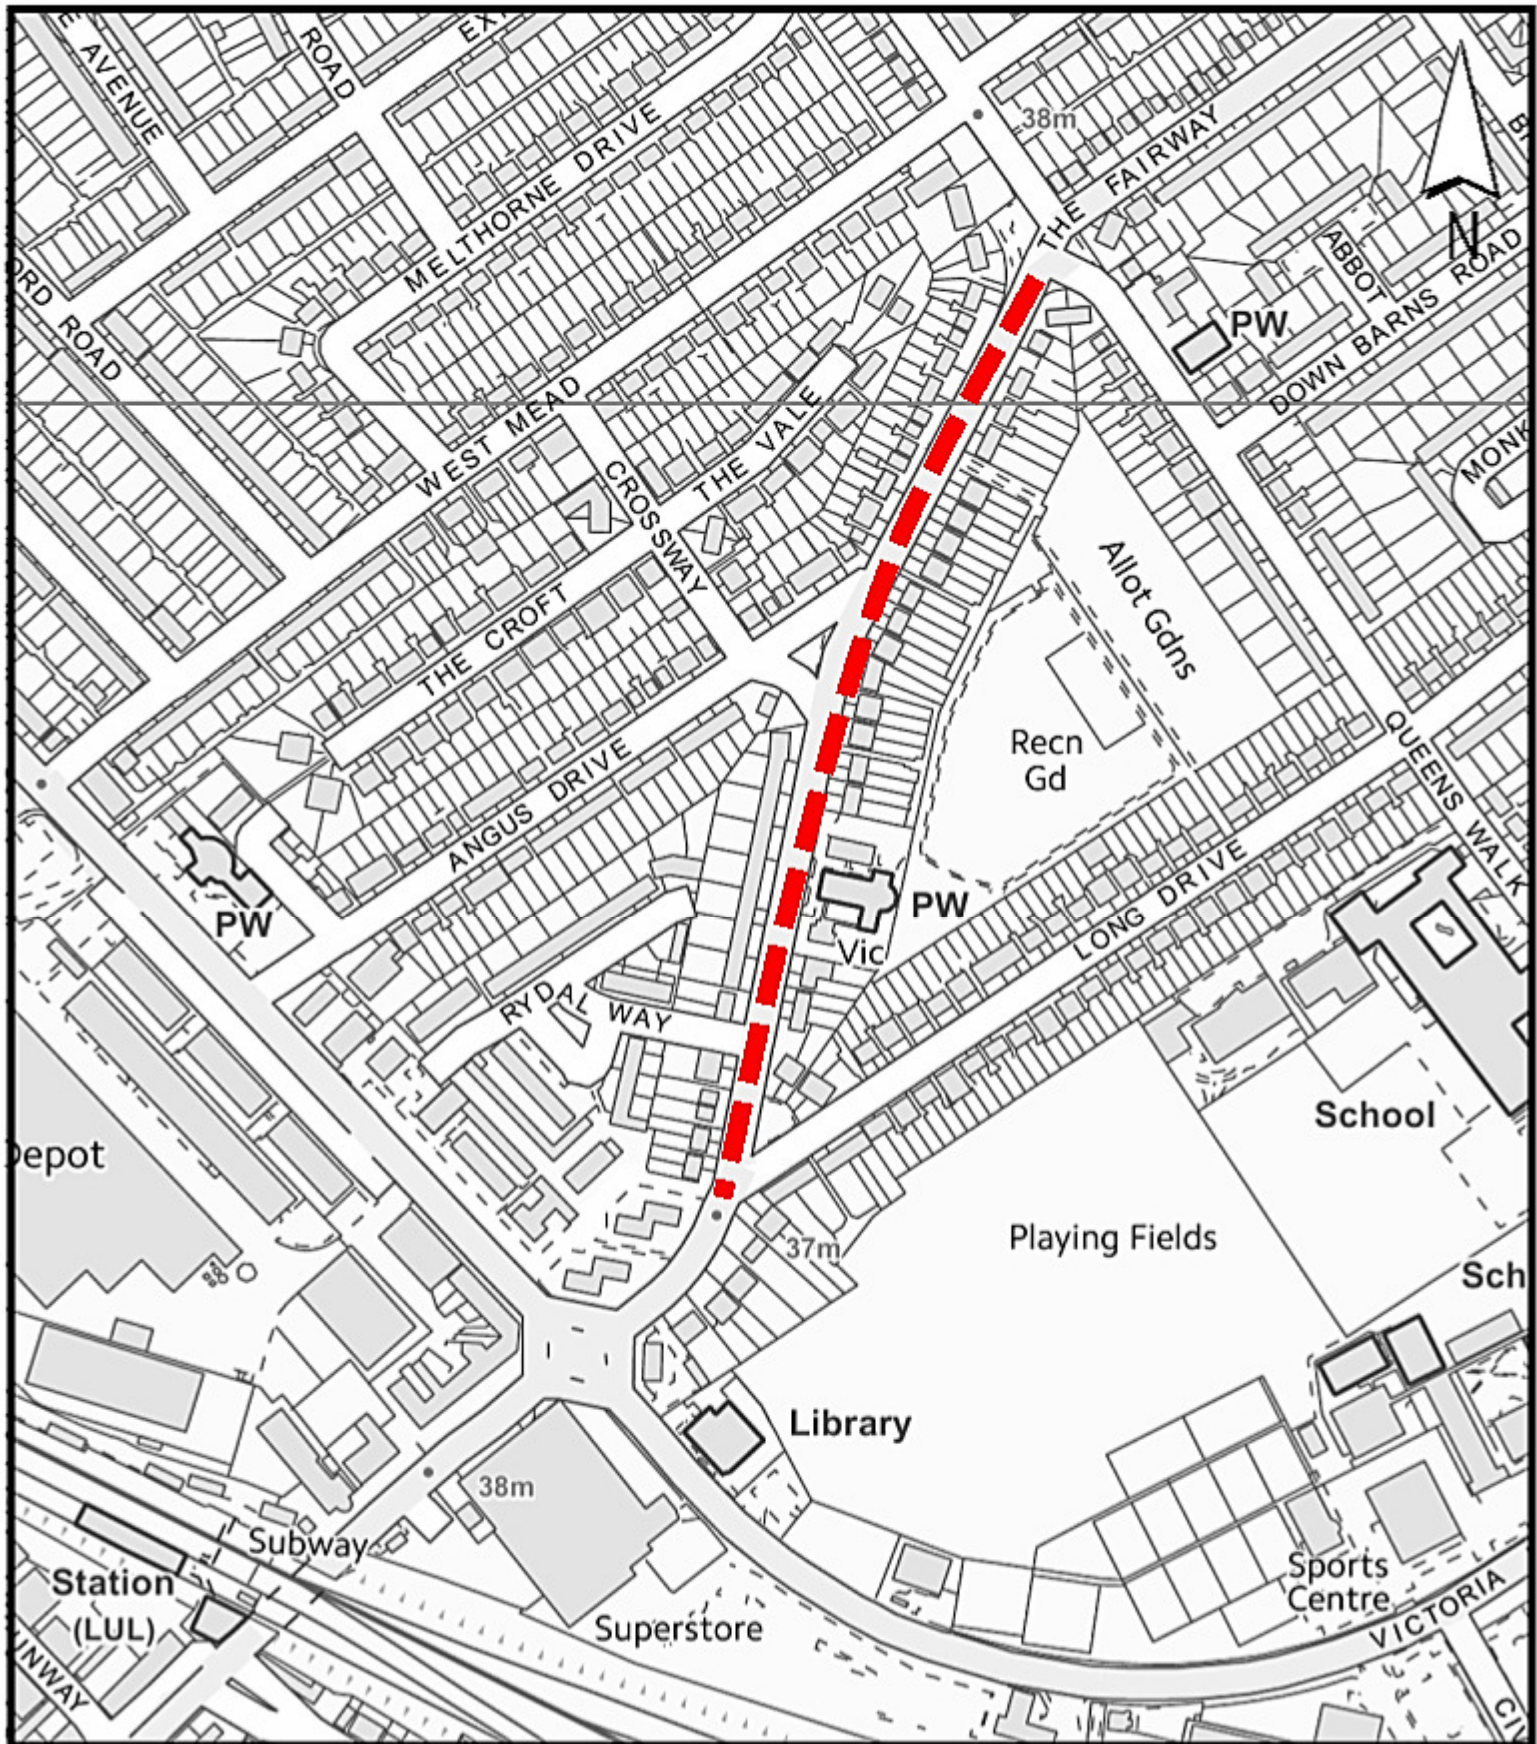 AVENUE
ROAD
38m
MELTHORNE DRIVE
THE FAIRWAY
N
ABBOT
ROAD
PW
DOWN BARNS ROAD
WEST MEAD
THE VALE
CROSSWAY
MONK
THE CROFT
Allot Gdns
Recn
Gd
QUEENS WALK
ANGUS DRIVE
PW
PW
Vic
LONG DRIVE
RYDAL WAY
School
Depot
Playing Fields
37m
Sch
Library
38m
Subway
Station
(LUL)
Superstore
Sports
Centre
VICTORIA